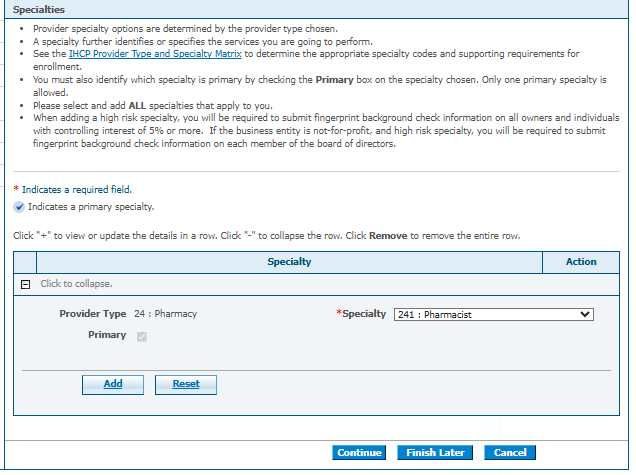 Specialties
Provider specialty options are determined by the provider type chosen.
A specialty further identifies or specifies the services you are going to perform.
See the IHCP Provider Type and Specialty Matrix to determine the appropriate specialty codes and supporting requirements for
enrollment.
You must also identify which specialty is primary by checking the Primary box on the specialty chosen. Only one primary specialty is
allowed.
Please select and add ALL specialties that apply to you.
When adding a high risk specialty, you will be required to submit fingerprint background check information on all owners and individuals
with controlling interest of 5% or more. If the business entity is not-for-profit, and high risk specialty, you will be required to submit
fingerprint background check information on each member of the board of directors.
* Indicates a required field.
Indicates a primary specialty.
Click "+" to view or update the details in a row. Click "-" to collapse the row. Click Remove to remove the entire row.
Specialty Action
Click to collapse.
Provider Type 24 : Pharmacy *Specialty 241 : Pharmacist
Primary
Add Reset
Continue Finish Later Cancel